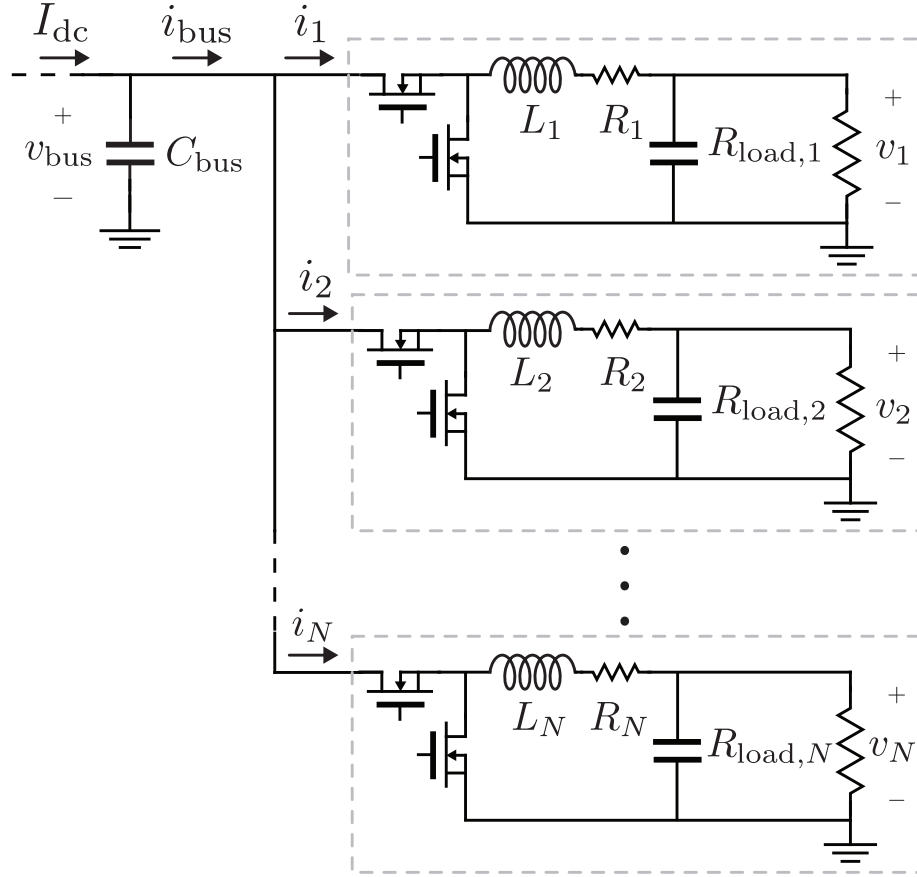 I_dc i_bus i_1
+ v_bus − C_bus
L_1 R_1 R_load,1 + v_1 −
i_2
L_2 R_2 R_load,2 + v_2 −
i_N
L_N R_N R_load,N + v_N −